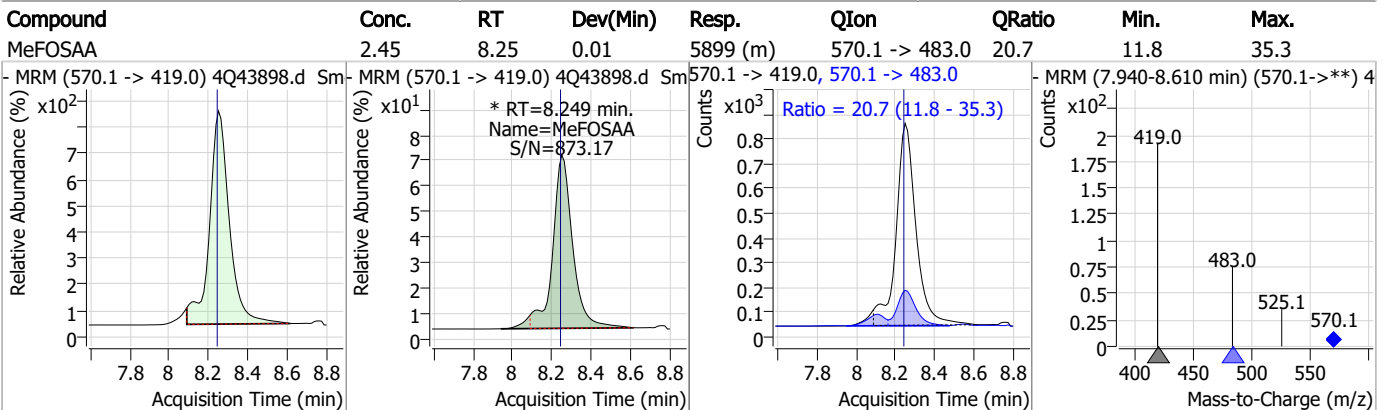 Compound Conc. RT Dev(Min) Resp. QIon QRatio Min. Max.
MeFOSAA 2.45 8.25 0.01 5899 (m) 570.1 -> 483.0 20.7 11.8 35.3
- MRM (570.1 -> 419.0) 4Q43898.d Sm
Relative Abundance (%)
x10²
7
6
5
4
3
2
1
0
7.8 8 8.2 8.4 8.6 8.8
Acquisition Time (min)
- MRM (570.1 -> 419.0) 4Q43898.d Sm
Relative Abundance (%)
x10¹
* RT=8.249 min.
Name=MeFOSAA
S/N=873.17
8
7
6
5
4
3
2
1
0
7.8 8 8.2 8.4 8.6 8.8
Acquisition Time (min)
570.1 -> 419.0, 570.1 -> 483.0
Counts
x10³
Ratio = 20.7 (11.8 - 35.3)
0.8
0.7
0.6
0.5
0.4
0.3
0.2
0.1
0
7.8 8 8.2 8.4 8.6 8.8
Acquisition Time (min)
- MRM (7.940-8.610 min) (570.1->**) 4
Counts
x10²
2
1.75
1.5
1.25
1
0.75
0.5
0.25
0
419.0
483.0
525.1
570.1
400 450 500 550
Mass-to-Charge (m/z)